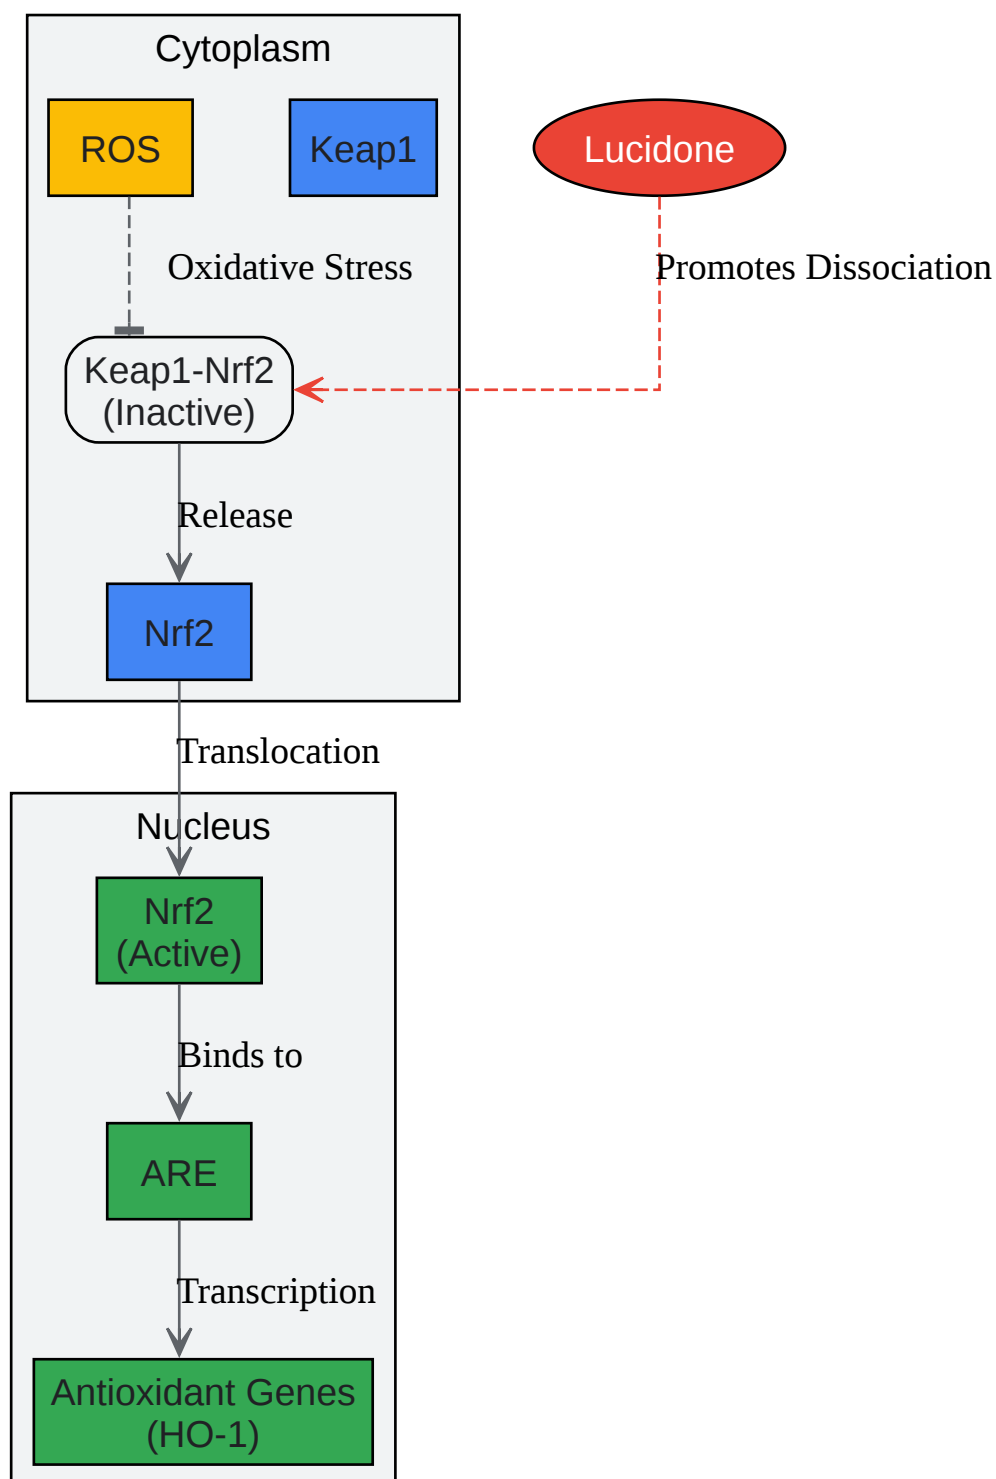 Cytoplasm
ROS
Keap1
Lucidone
Oxidative Stress
Promotes Dissociation
Keap1-Nrf2
(Inactive)
Release
Nrf2
Translocation
Nucleus
Nrf2
(Active)
Binds to
ARE
Transcription
Antioxidant Genes
(HO-1)